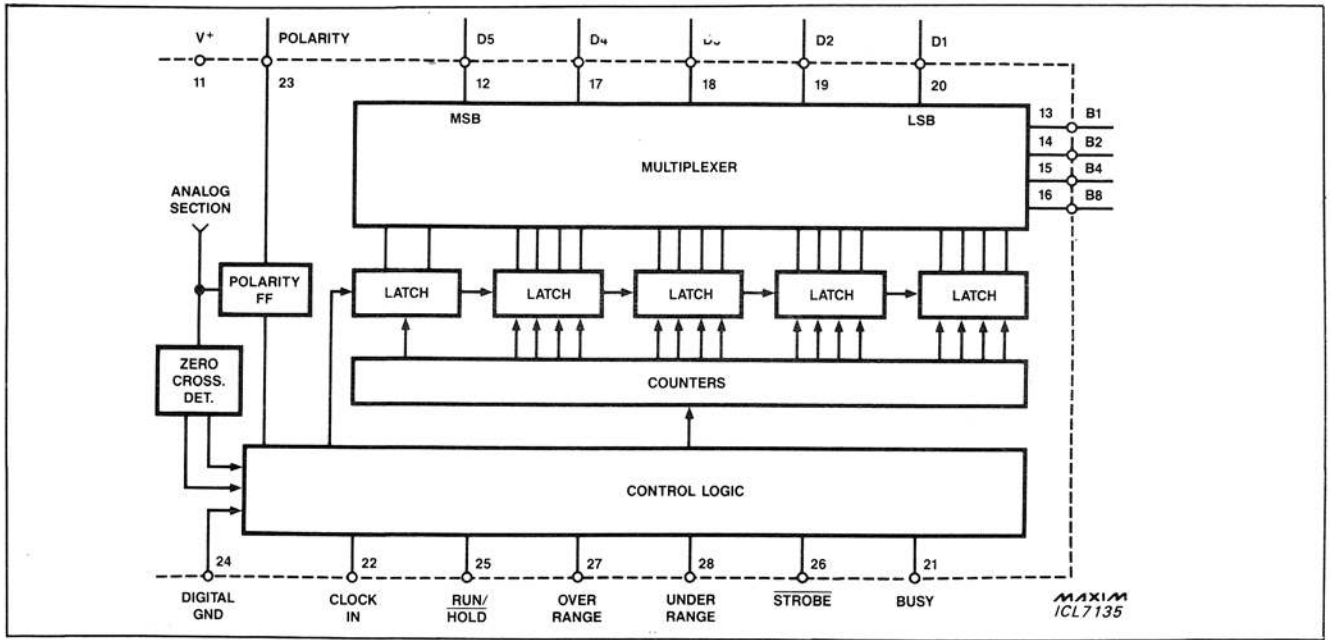 V+ POLARITY D5 D4 D2 D1
11 23 12 17 18 19 20
MSB LSB
MULTIPLEXER
13 B1
14 B2
15 B4
16 B8
ANALOG
SECTION
POLARITY
FF
LATCH LATCH LATCH LATCH LATCH
ZERO
CROSS.
DET.
COUNTERS
CONTROL LOGIC
24 22 25 27 28 26 21
DIGITAL
GND
CLOCK
IN
RUN/
HOLD
OVER
RANGE
UNDER
RANGE
STROBE
BUSY
MAXIM
ICL7135